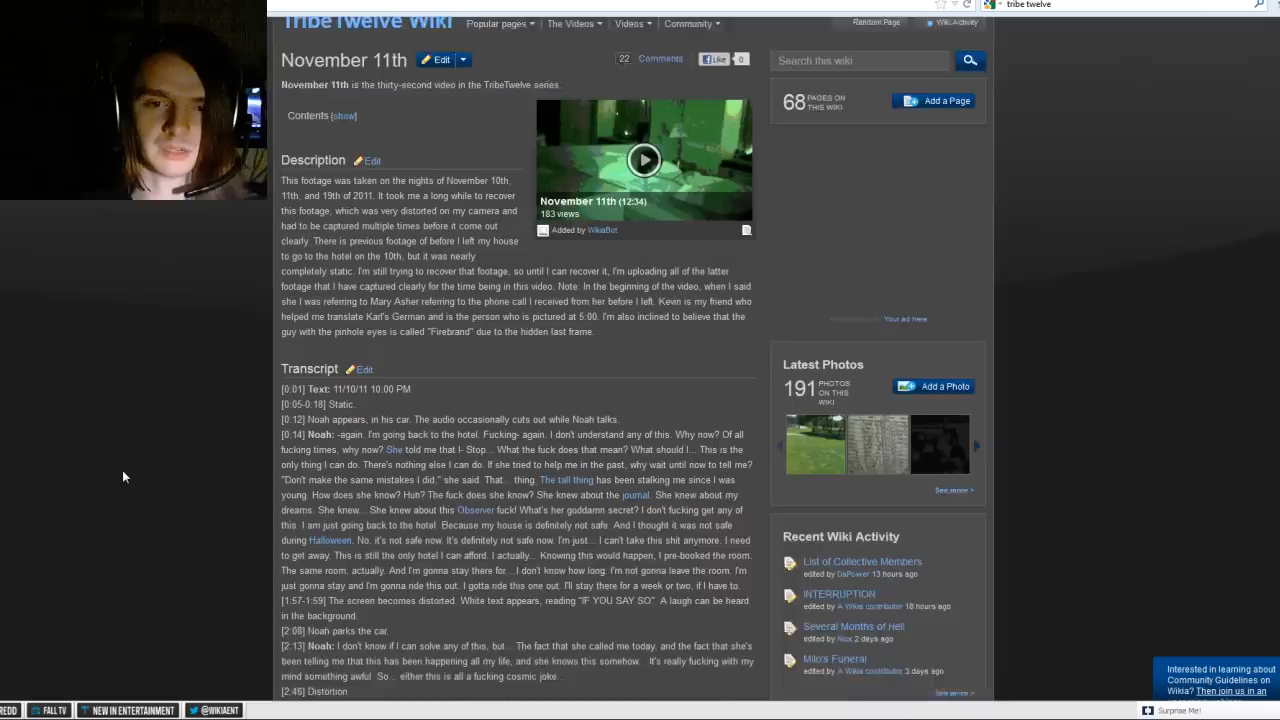 tribe twelve
TribeTwelve Wiki
Popular pages
The Videos
Videos
Community
Random Page
Wiki Activity
November 11th
Edit
22 Comments
Like 0
Search this wiki
November 11th is the thirty-second video in the TribeTwelve series.
68 PAGES ON THIS WIKI
Add a Page
Contents [show]
Description Edit
This footage was taken on the nights of November 10th,
11th, and 19th of 2011. It took me a long while to recover
this footage, which was very distorted on my camera and
had to be captured multiple times before it come out
clearly. There is previous footage of before I left my house
to go to the hotel on the 10th, but it was nearly
completely static. I'm still trying to recover that footage, so until I can recover it, I'm uploading all of the latter
footage that I have captured clearly for the time being in this video. Note: In the beginning of the video, when I said
she I was referring to Mary Asher referring to the phone call I received from her before I left. Kevin is my friend who
helped me translate Karl's German and is the person who is pictured at 5:00. I'm also inclined to believe that the
guy with the pinhole eyes is called "Firebrand" due to the hidden last frame.
November 11th (12:34)
183 views
Added by WikiaBot
Your ad here
Transcript Edit
[0:01] Text: 11/10/11 10:00 PM
[0:05-0:18] Static.
[0:12] Noah appears, in his car. The audio occasionally cuts out while Noah talks.
[0:14] Noah: -again. I'm going back to the hotel. Fucking- again. I don't understand any of this. Why now? Of all
fucking times, why now? She told me that I- Stop... What the fuck does that mean? What should I... This is the
only thing I can do. There's nothing else I can do. If she tried to help me in the past, why wait until now to tell me?
"Don't make the same mistakes I did," she said. That... thing. The tall thing has been stalking me since I was
young. How does she know? Huh? The fuck does she know? She knew about the journal. She knew about my
dreams. She knew... She knew about this Observer fuck! What's her goddamn secret? I don't fucking get any of
this. I am just going back to the hotel. Because my house is definitely not safe. And I thought it was not safe
during Halloween. No, it's not safe now. It's definitely not safe now. I'm just... I can't take this shit anymore. I need
to get away. This is still the only hotel I can afford. I actually... Knowing this would happen, I pre-booked the room.
The same room, actually. And I'm gonna stay there for... I don't know how long. I'm not gonna leave the room. I'm
just gonna stay and I'm gonna ride this out. I gotta ride this one out. I'll stay there for a week or two, if I have to.
[1:57-1:59] The screen becomes distorted. White text appears, reading "IF YOU SAY SO". A laugh can be heard
in the background.
[2:08] Noah parks the car.
[2:13] Noah: I don't know if I can solve any of this, but... The fact that she called me today, and the fact that she's
been telling me that this has been happening all my life, and she knows this somehow... It's really fucking with my
mind something awful. So... either this is all a fucking cosmic joke...
[2:46] Distortion
Latest Photos
191 PHOTOS ON THIS WIKI
Add a Photo
See more >
Recent Wiki Activity
List of Collective Members
edited by DaPower 13 hours ago
INTERRUPTION
edited by A Wikia contributor 18 hours ago
Several Months of Hell
edited by Nox 2 days ago
Milo's Funeral
edited by A Wikia contributor 3 days ago
See more >
Interested in learning about
Community Guidelines on
Wikia? Then join us in an
REDD
FALL TV
NEW IN ENTERTAINMENT
@WIKIAENT
Surprise Me!